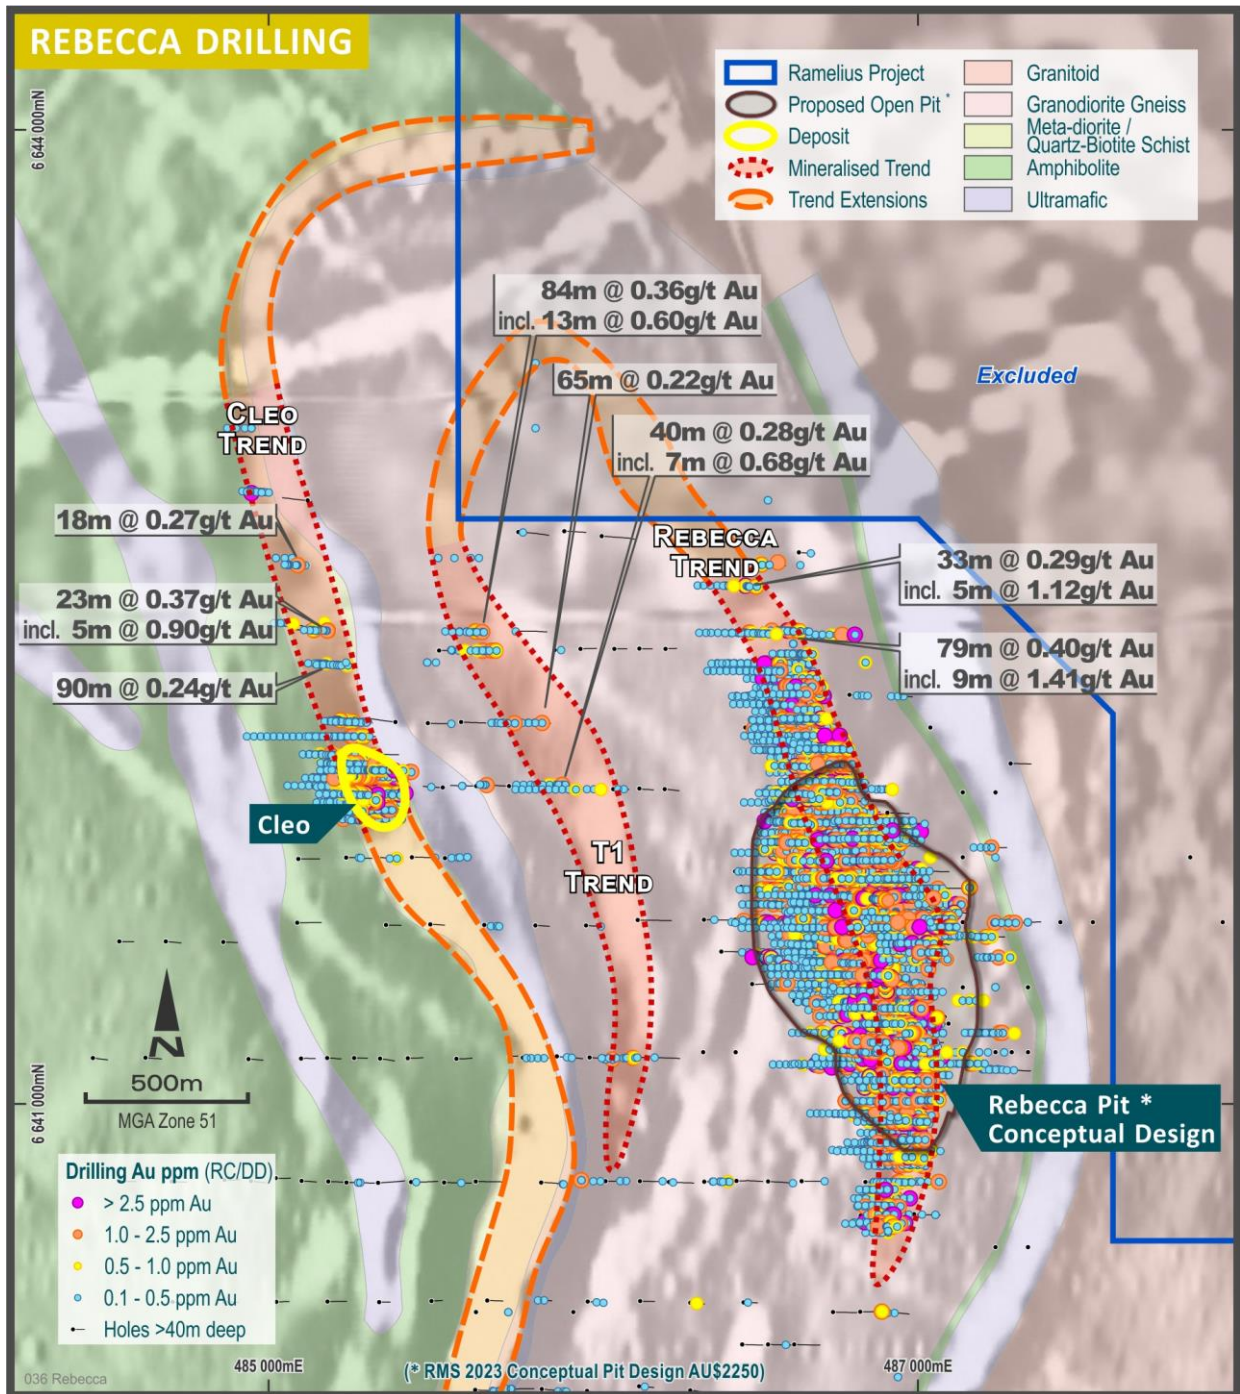 REBECCA DRILLING
Ramelius Project
Proposed Open Pit *
Deposit
Mineralised Trend
Trend Extensions
Granitoid
Granodiorite Gneiss
Meta-diorite /
Quartz-Biotite Schist
Amphibolite
Ultramafic
6 644 000mN
84m @ 0.36g/t Au
incl. 13m @ 0.60g/t Au
Excluded
65m @ 0.22g/t Au
CLEO
TREND
40m @ 0.28g/t Au
incl. 7m @ 0.68g/t Au
18m @ 0.27g/t Au
REBECCA
TREND
33m @ 0.29g/t Au
incl. 5m @ 1.12g/t Au
23m @ 0.37g/t Au
incl. 5m @ 0.90g/t Au
79m @ 0.40g/t Au
incl. 9m @ 1.41g/t Au
90m @ 0.24g/t Au
Cleo
T1
TREND
N
500m
MGA Zone 51
6 641 000mN
Rebecca Pit *
Conceptual Design
Drilling Au ppm (RC/DD)
> 2.5 ppm Au
1.0 - 2.5 ppm Au
0.5 - 1.0 ppm Au
0.1 - 0.5 ppm Au
Holes >40m deep
036 Rebecca
485 000mE
(* RMS 2023 Conceptual Pit Design AU$2250)
487 000mE